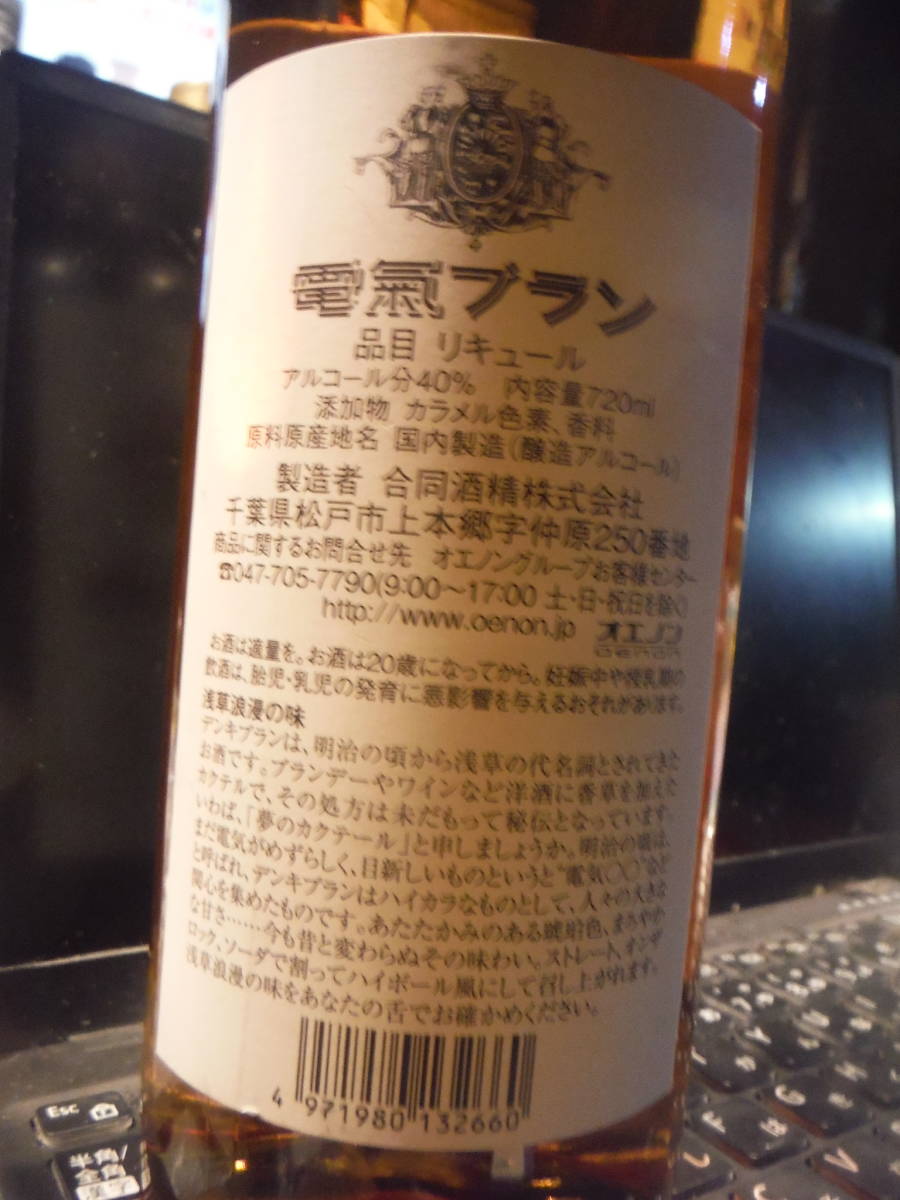 電氣ブラン
品目 リキュール
アルコール分40% 内容量720ml
添加物 カラメル色素、香料
原料原産地名 国内製造(醸造アルコール)
製造者 合同酒精株式会社
千葉県松戸市上本郷字仲原250番地
商品に関するお問合せ先 オエノングループお客様センター
☎047-705-7790(9:00〜17:00 土・日・祝日を除く)
http://www.oenon.jp オエノン
oenon
お酒は適量を。お酒は20歳になってから。妊娠中や授乳期の
飲酒は、胎児・乳児の発育に悪影響を与えるおそれがあります。
浅草浪漫の味
デンキブランは、明治の頃から浅草の代名詞とされてきた
お酒です。ブランデーやワインなど洋酒に香草を加えた
カクテルで、その処方は未だもって秘伝となっています。
いわば、「夢のカクテール」と申しましょうか。明治の頃は、
まだ電気がめずらしく、目新しいものというと"電気〇〇"など
と呼ばれ、デンキブランはハイカラなものとして、人々の大きな
関心を集めたものです。あたたかみのある琥珀色、まろやか
な甘さ……今も昔と変わらぬその味わい。ストレート、オンザ
ロック、ソーダで割ってハイボール風にして召し上がれます。
浅草浪漫の味をあなたの舌でお確かめください。
4 971980 132660
Esc
半角/
全角